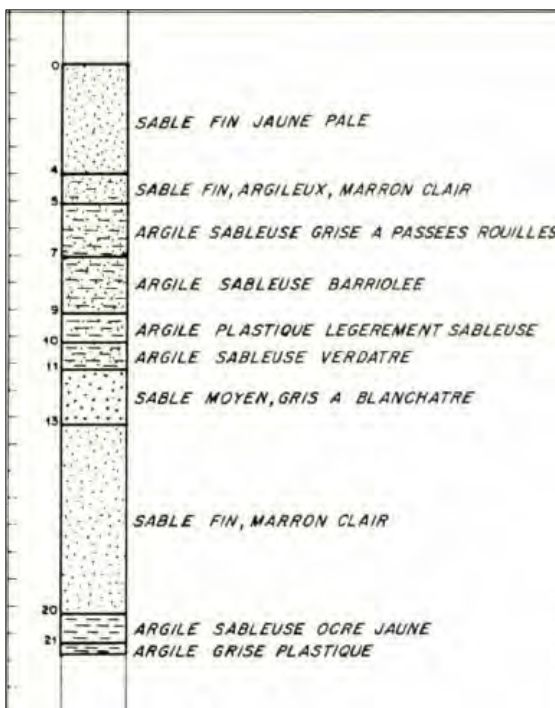 0
SABLE FIN JAUNE PALE
4
SABLE FIN, ARGILEUX, MARRON CLAIR
5
ARGILE SABLEUSE GRISE A PASSÉES ROUILLES
7
ARGILE SABLEUSE BARRIOLEE
9
ARGILE PLASTIQUE LEGEREMENT SABLEUSE
10
ARGILE SABLEUSE VERDATRE
11
SABLE MOYEN, GRIS A BLANCHATRE
13
SABLE FIN, MARRON CLAIR
20
ARGILE SABLEUSE OCRE JAUNE
21
ARGILE GRISE PLASTIQUE